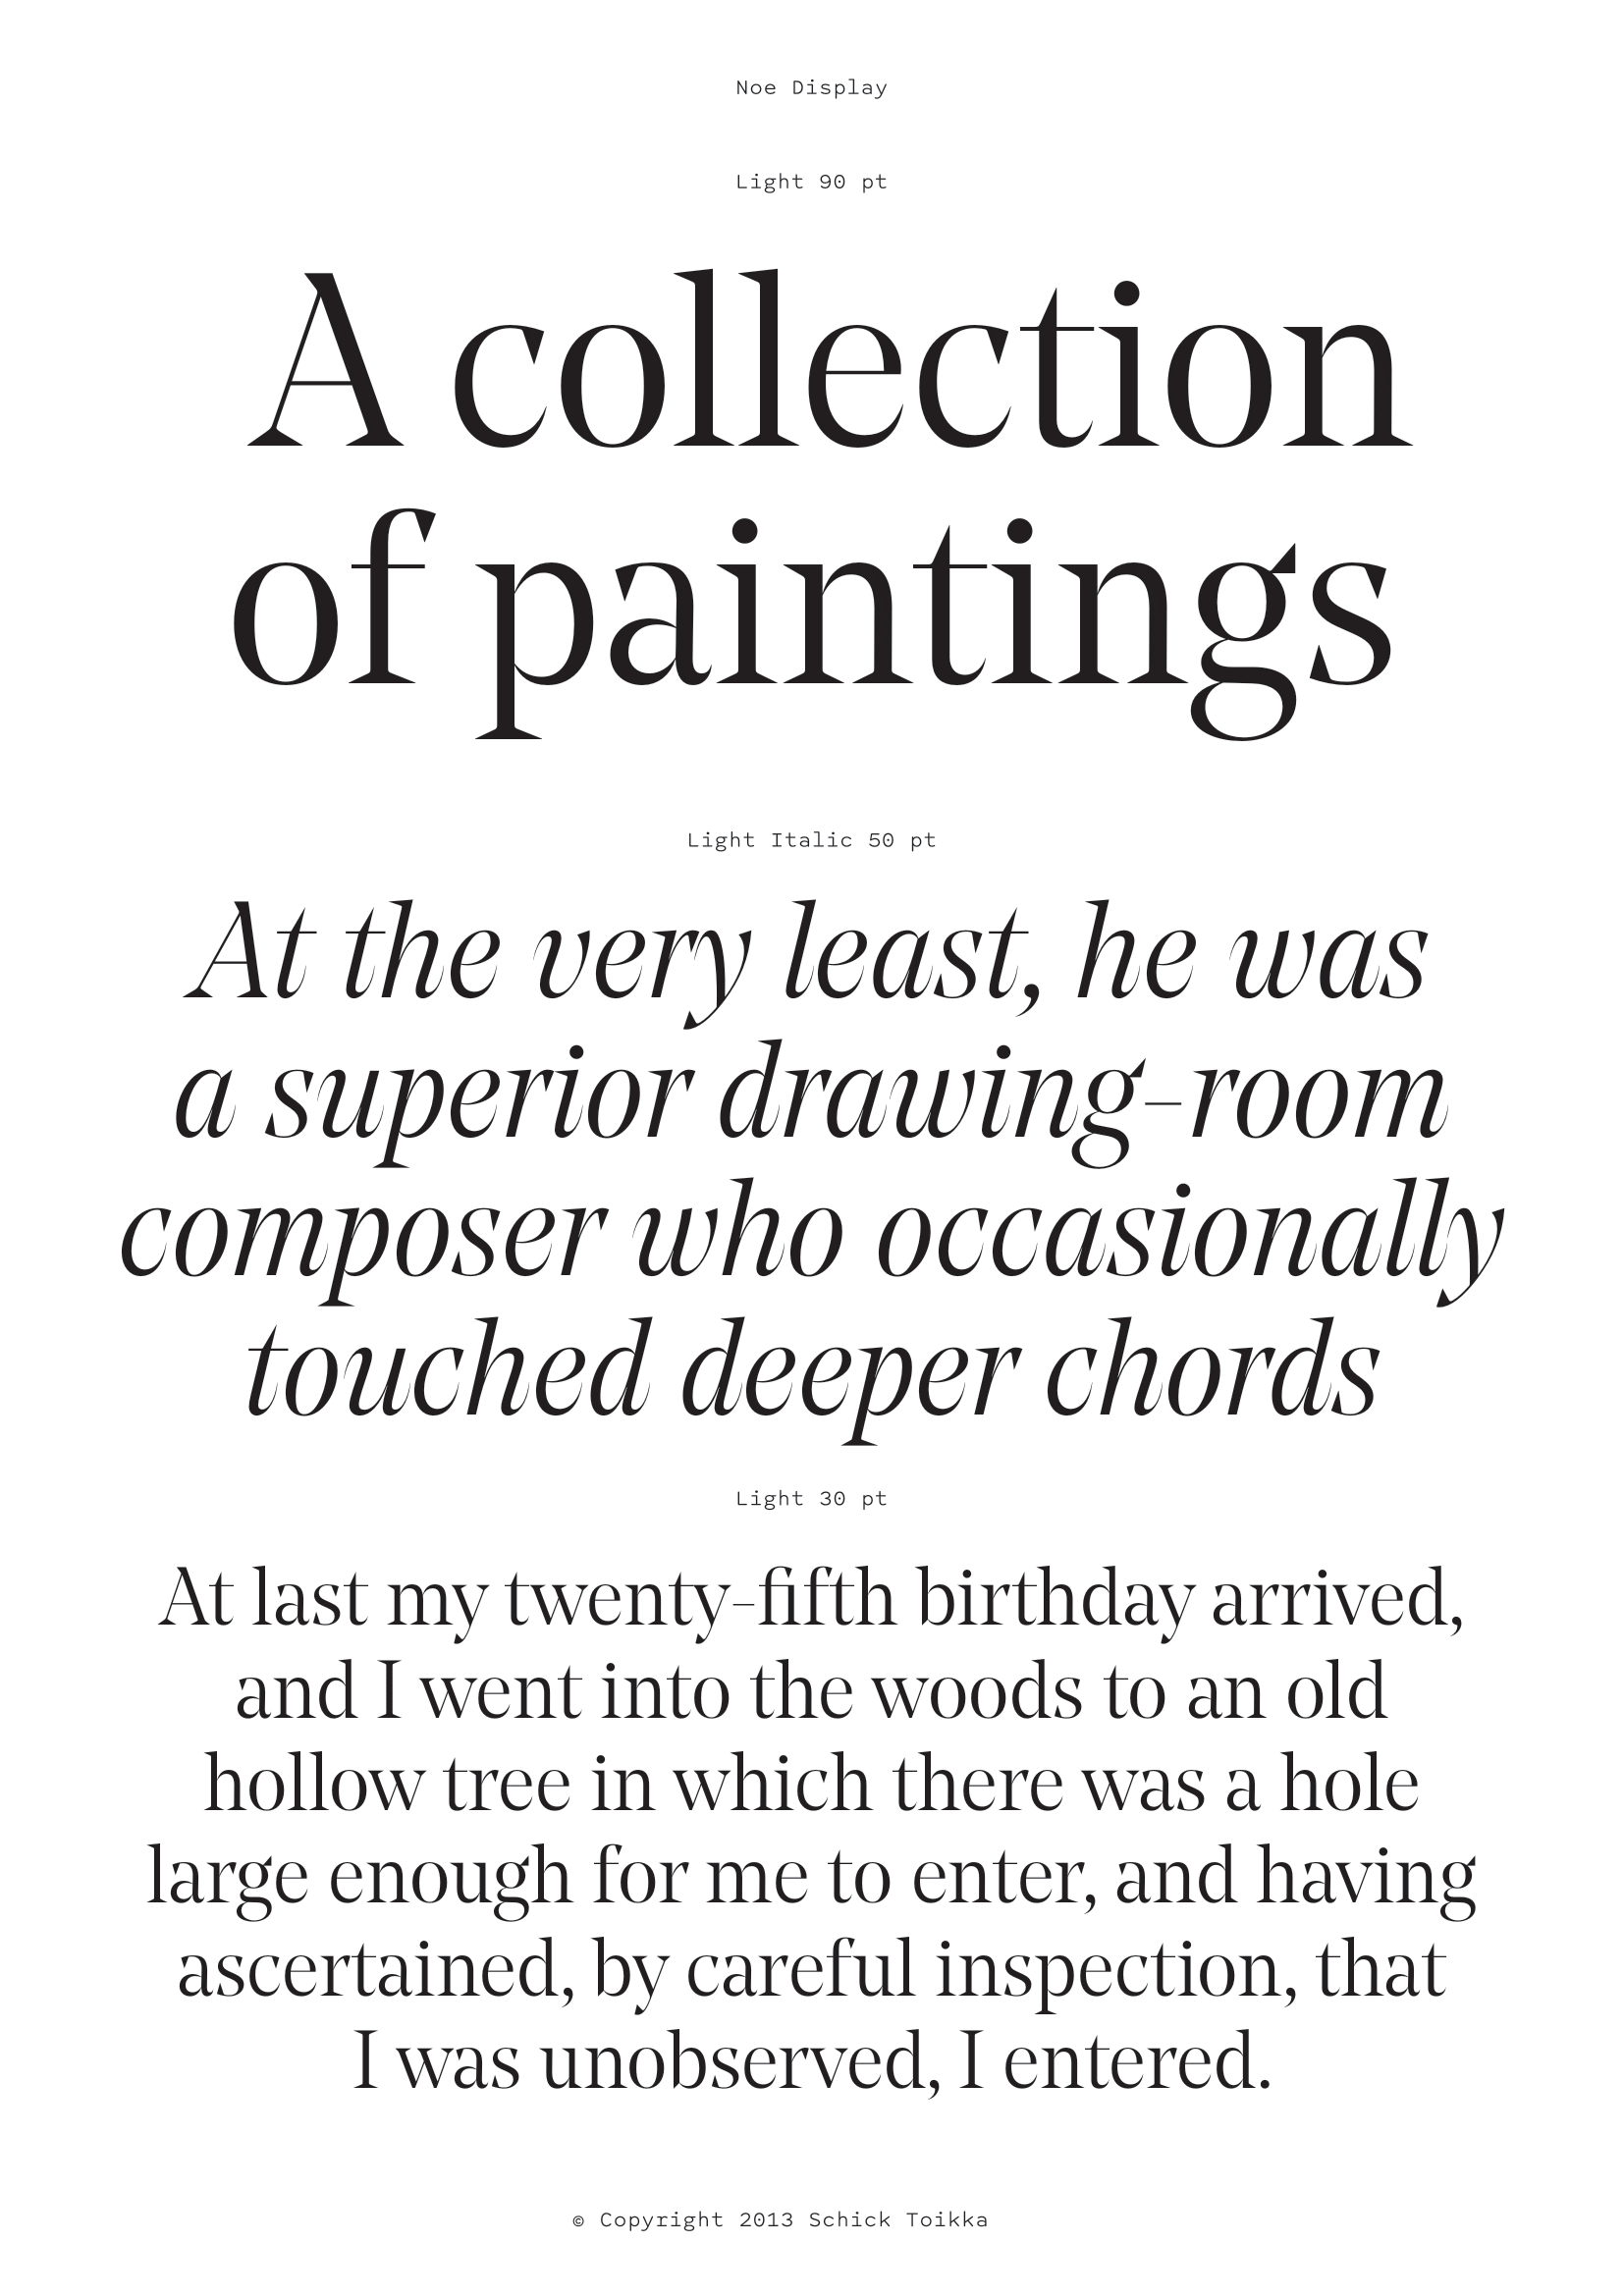 Noe Display
Light 90 pt
A collection
of paintings
Light Italic 50 pt
At the very least, he was
a superior drawing-room
composer who occasionally
touched deeper chords
Light 30 pt
At last my twenty-fifth birthday arrived,
and I went into the woods to an old
hollow tree in which there was a hole
large enough for me to enter, and having
ascertained, by careful inspection, that
I was unobserved, I entered.
© Copyright 2013 Schick Toikka